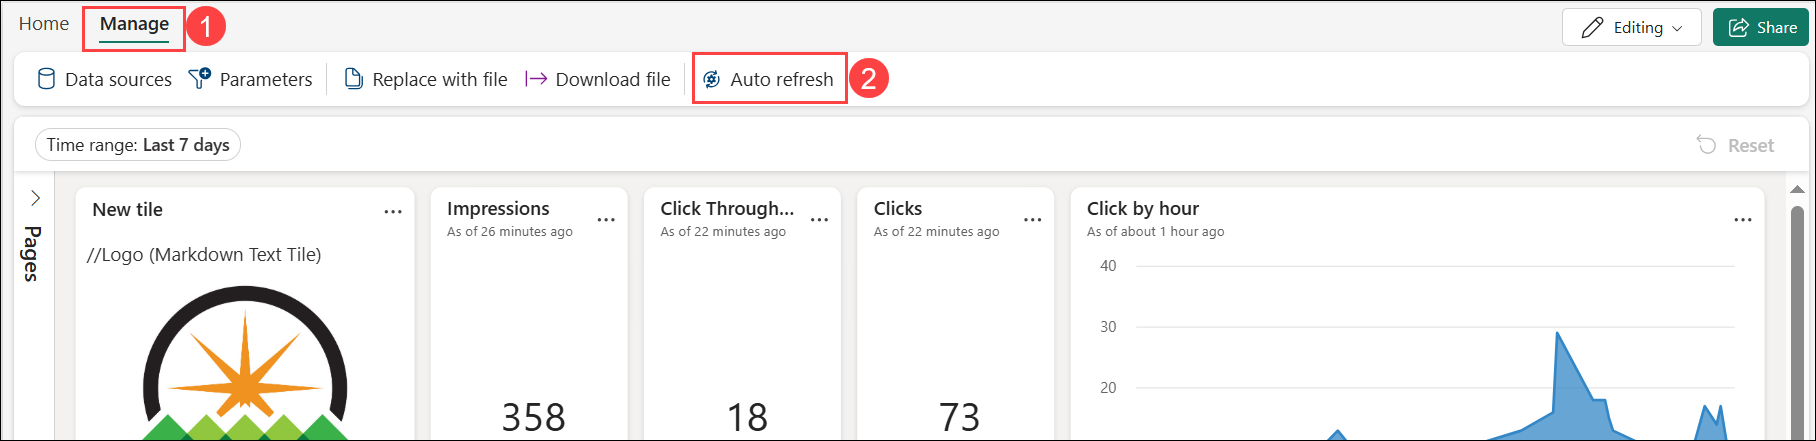 Home
Manage
1
Editing
Share
Data sources
Parameters
Replace with file
Download file
Auto refresh
2
Time range: Last 7 days
Reset
Pages
New tile
//Logo (Markdown Text Tile)
Impressions
As of 26 minutes ago
358
Click Through...
As of 22 minutes ago
18
Clicks
As of 22 minutes ago
73
Click by hour
As of about 1 hour ago
40
30
20